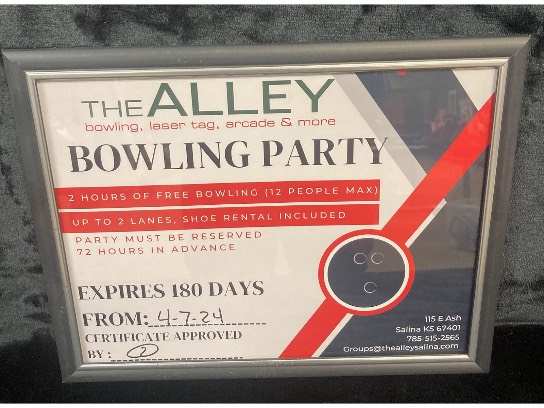 THE ALLEY
bowling, laser tag, arcade & more
BOWLING PARTY
2 HOURS OF FREE BOWLING (12 PEOPLE MAX)
UP TO 2 LANES, SHOE RENTAL INCLUDED
PARTY MUST BE RESERVED
72 HOURS IN ADVANCE
EXPIRES 180 DAYS
FROM: 4-7-24
CERTIFICATE APPROVED
BY:
115 E Ash
Salina KS 67401
785-515-2565
Groups@thealleysalina.com